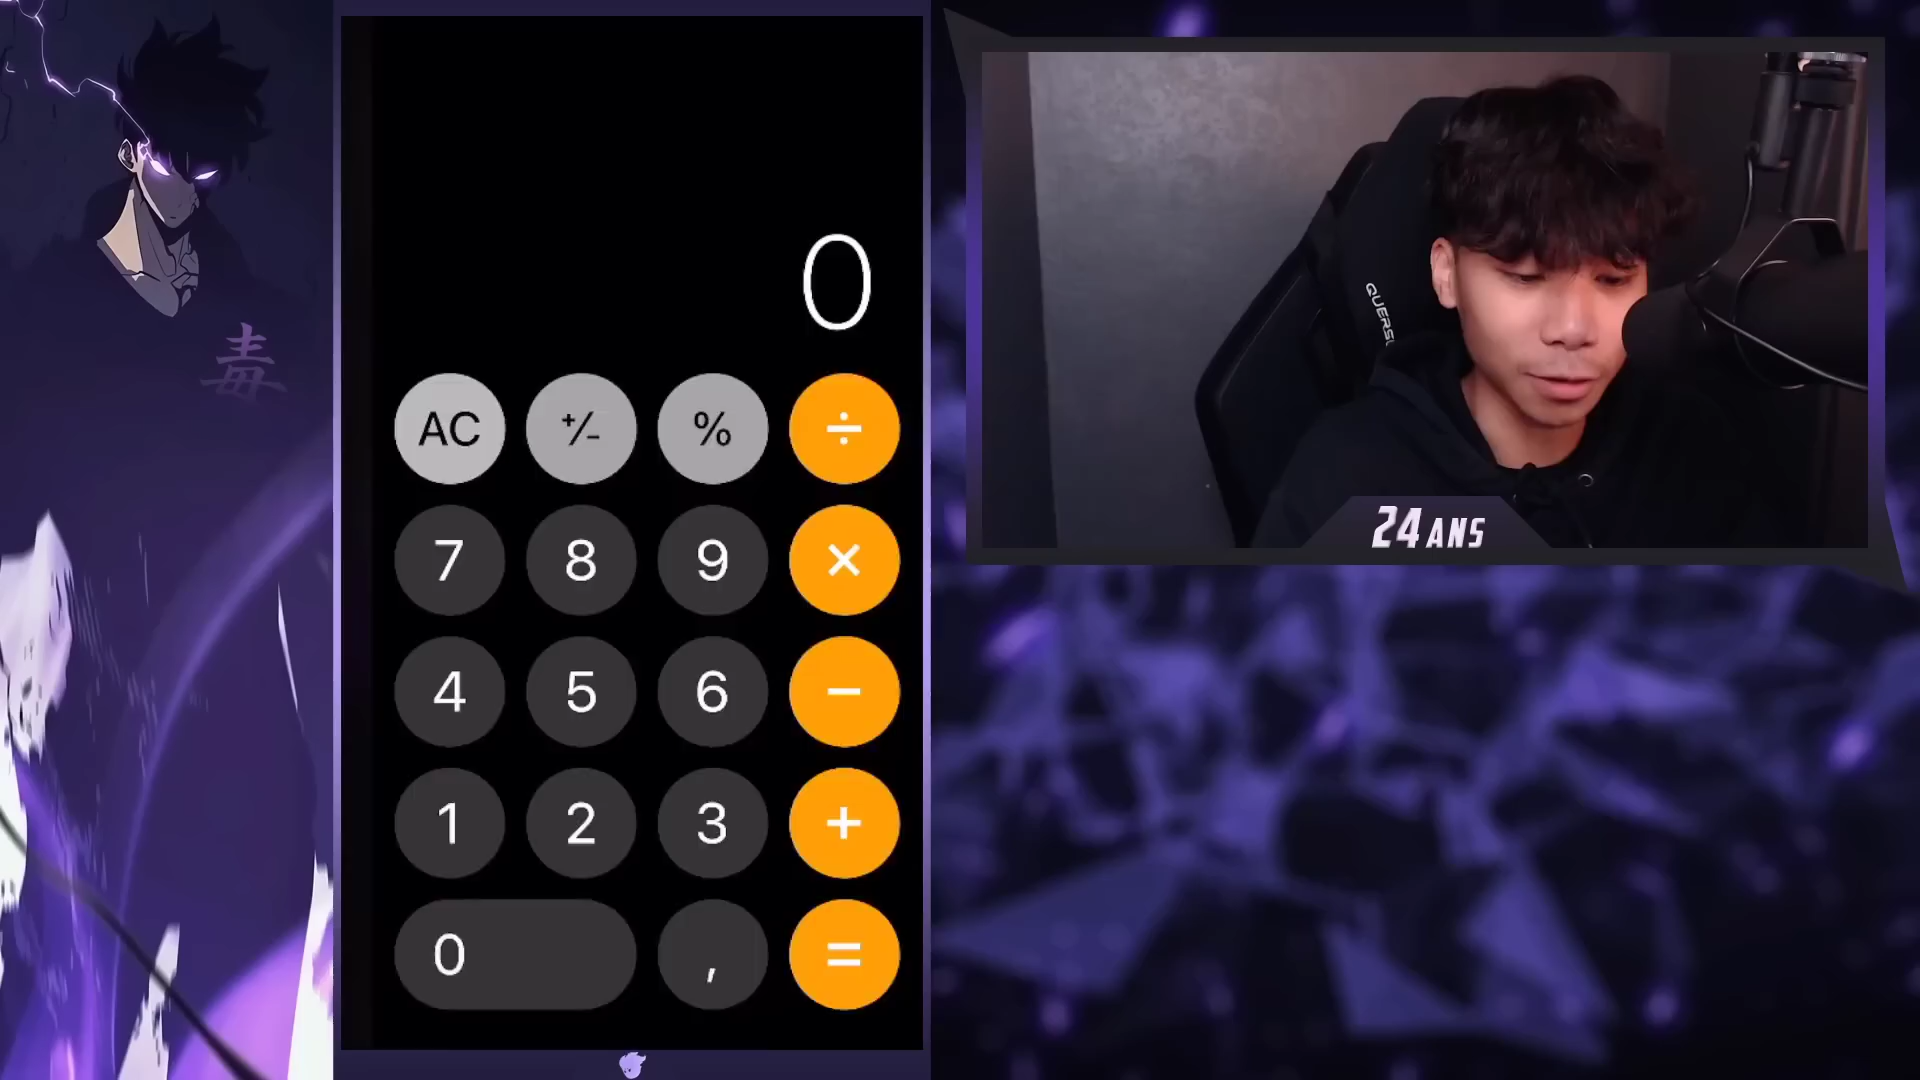 毒
0
AC +/- % ÷
7 8 9 ×
4 5 6 −
1 2 3 +
0 , =
24 ANS